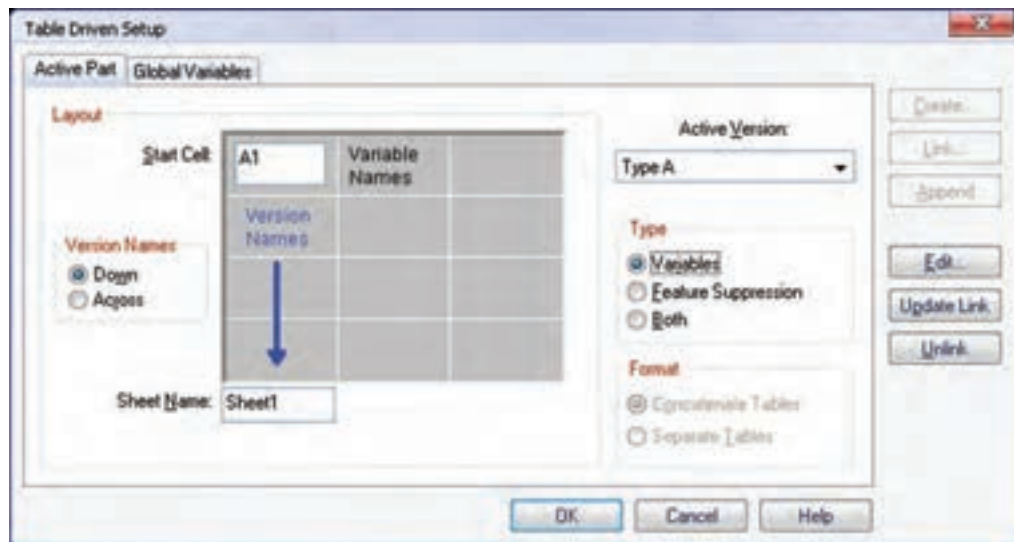 Table Driven Setup
Active Part
Global Variables
Layout
Start Cell:
A1
Variable
Names
Version
Names
Version Names
Down
Across
Sheet Name:
Sheet1
Active Version:
Type A
Type
Variables
Feature Suppression
Both
Format
Concatenate Tables
Separate Tables
Create...
Link...
Append
Edit...
Update Link
Unlink
OK
Cancel
Help